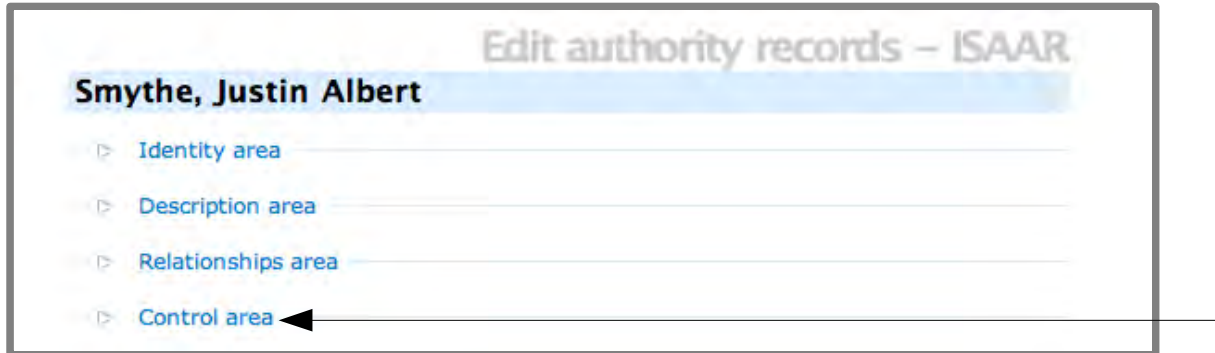 Edit authority records – ISAAR
Smythe, Justin Albert
Identity area
Description area
Relationships area
Control area